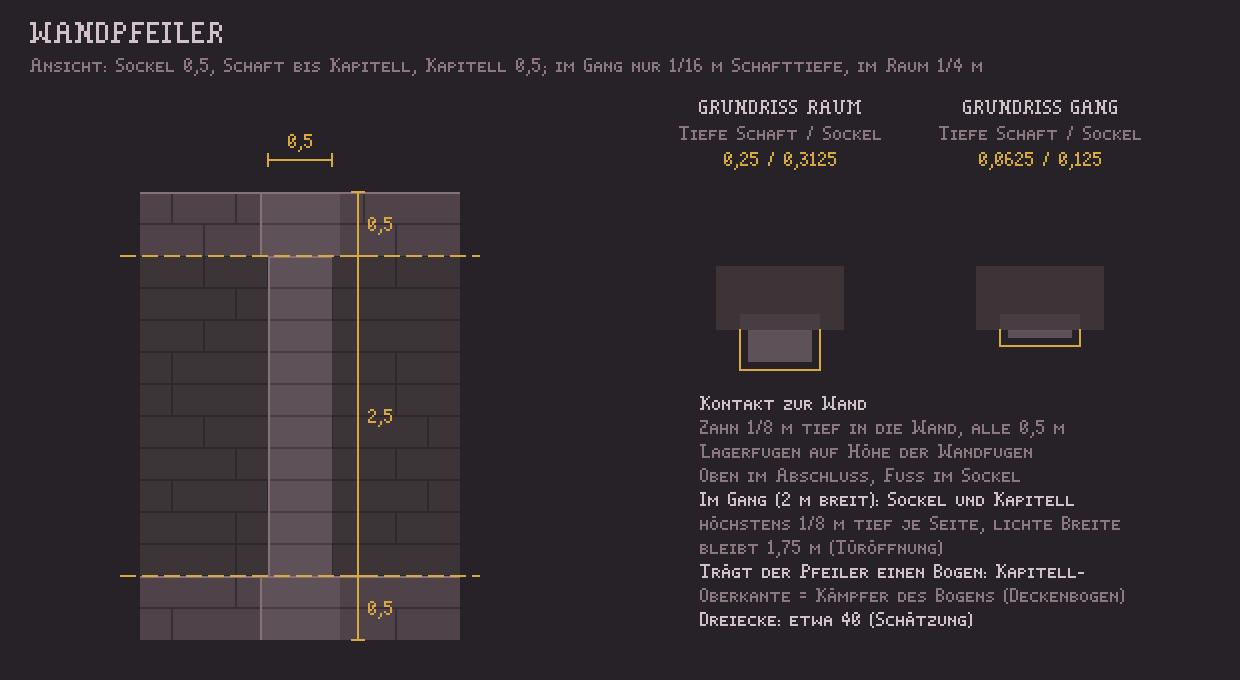 WANDPFEILER
Ansicht: Sockel 0,5, Schaft bis Kapitell, Kapitell 0,5; im Gang nur 1/16 m Schafttiefe, im Raum 1/4 m
GRUNDRISS RAUM
Tiefe Schaft / Sockel
0,25 / 0,3125
GRUNDRISS GANG
Tiefe Schaft / Sockel
0,0625 / 0,125
0,5
0,5
2,5
0,5
Kontakt zur Wand
Zahn 1/8 m tief in die Wand, alle 0,5 m
Lagerfugen auf Höhe der Wandfugen
Oben im Abschluss, Fuss im Sockel
Im Gang (2 m breit): Sockel und Kapitell
höchstens 1/8 m tief je Seite, lichte Breite
bleibt 1,75 m (Türöffnung)
Trägt der Pfeiler einen Bogen: Kapitell-
Oberkante = Kämpfer des Bogens (Deckenbogen)
Dreiecke: etwa 40 (Schätzung)